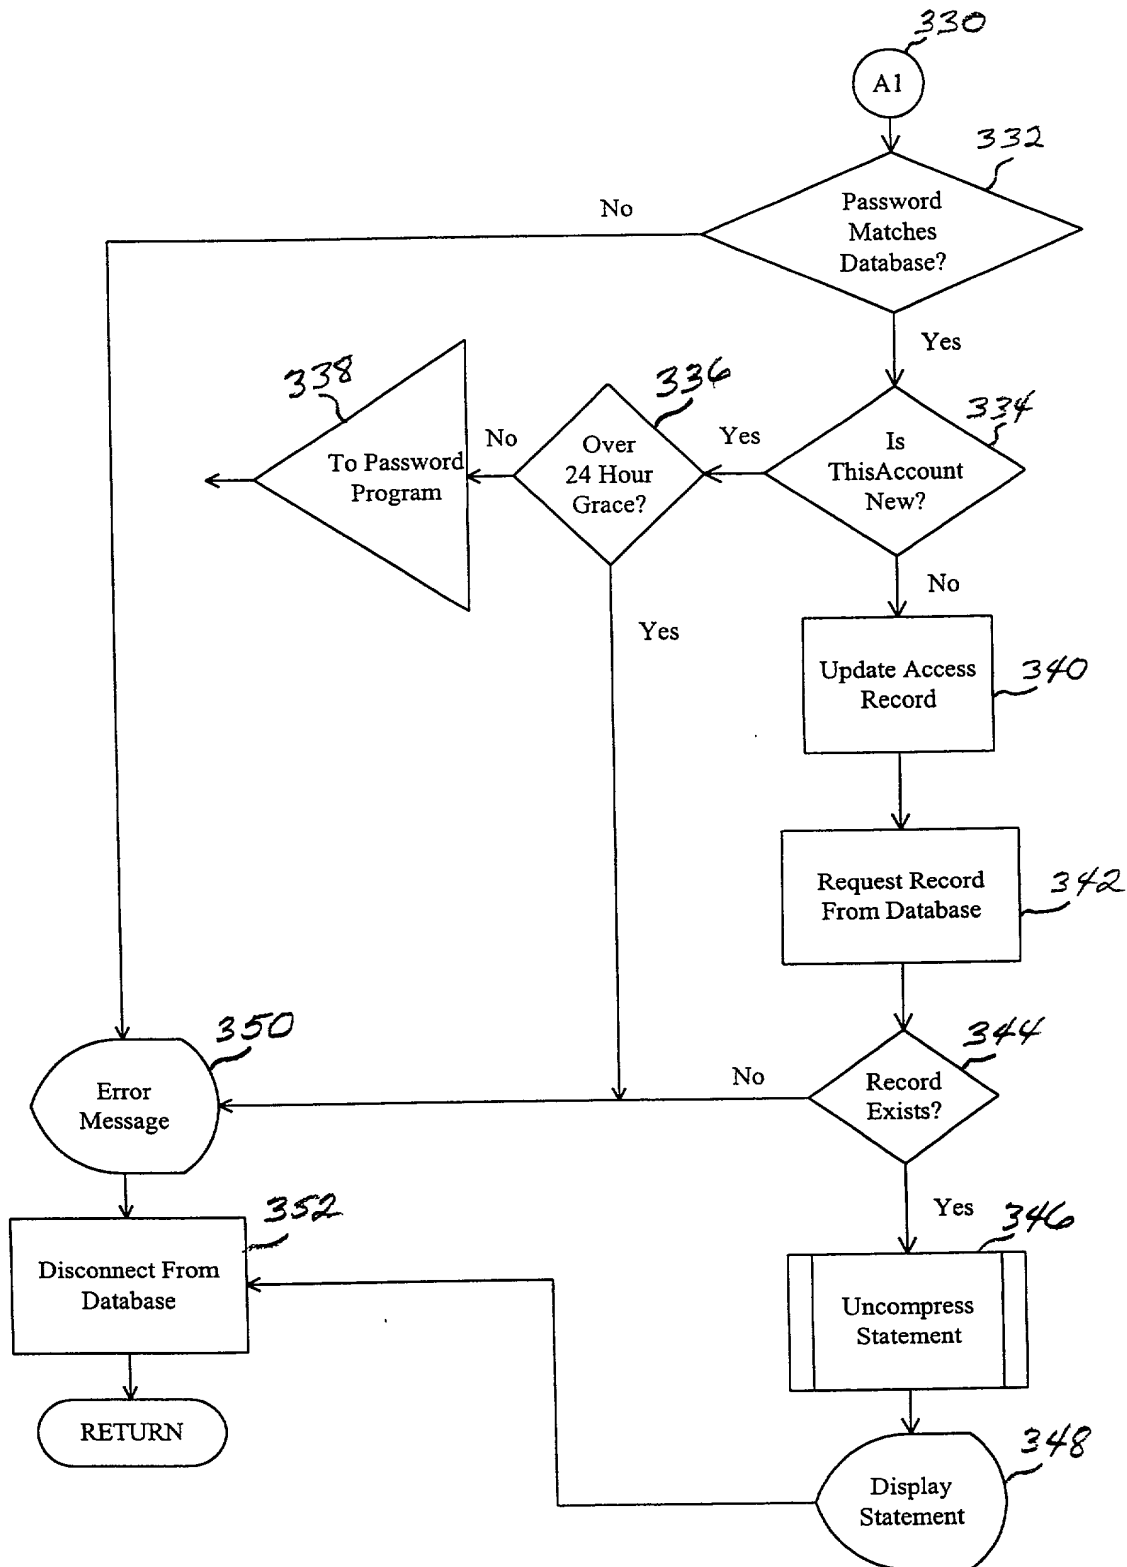 330
A1
332
Password
Matches
Database?
No
Yes
338
336
334
To Password
Program
No
Over
24 Hour
Grace?
Yes
Is
ThisAccount
New?
No
Yes
Update Access
Record
340
Request Record
From Database
342
350
Error
Message
No
344
Record
Exists?
Yes
352
Disconnect From
Database
346
Uncompress
Statement
RETURN
348
Display
Statement